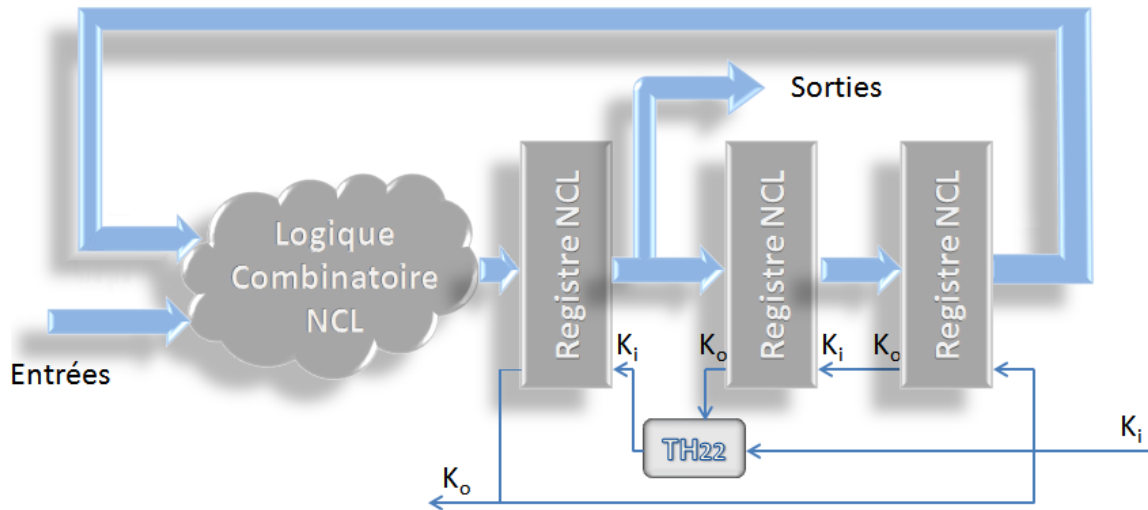 Sorties
Logique
Combinatoire
NCL
Registre NCL
Registre NCL
Registre NCL
Entrées
Ki
Ko
Ki
Ko
Ki
TH22
Ko